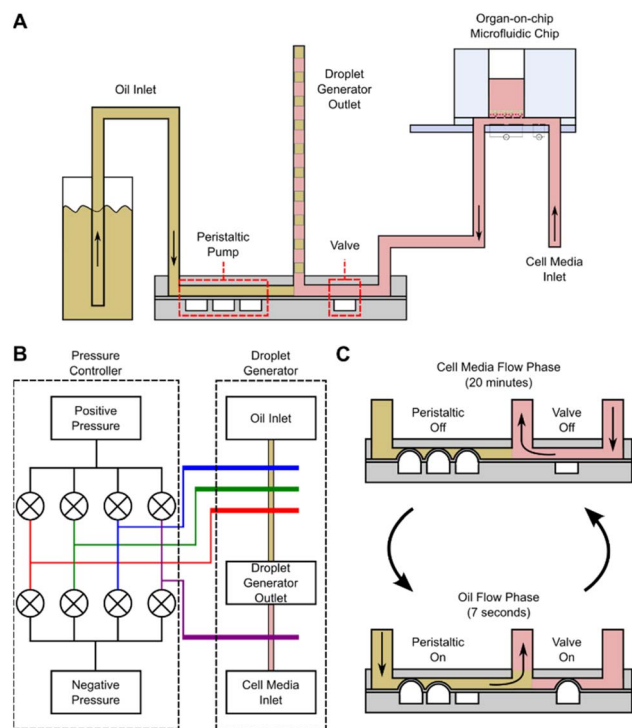 A
Oil Inlet
Droplet
Generator
Outlet
Organ-on-chip
Microfluidic Chip
Peristaltic
Pump
Valve
Cell Media
Inlet
B
Pressure
Controller
Droplet
Generator
Positive
Pressure
Oil Inlet
Droplet
Generator
Outlet
Negative
Pressure
Cell Media
Inlet
C
Cell Media Flow Phase
(20 minutes)
Peristaltic
Off
Valve
Off
Oil Flow Phase
(7 seconds)
Peristaltic
On
Valve
On